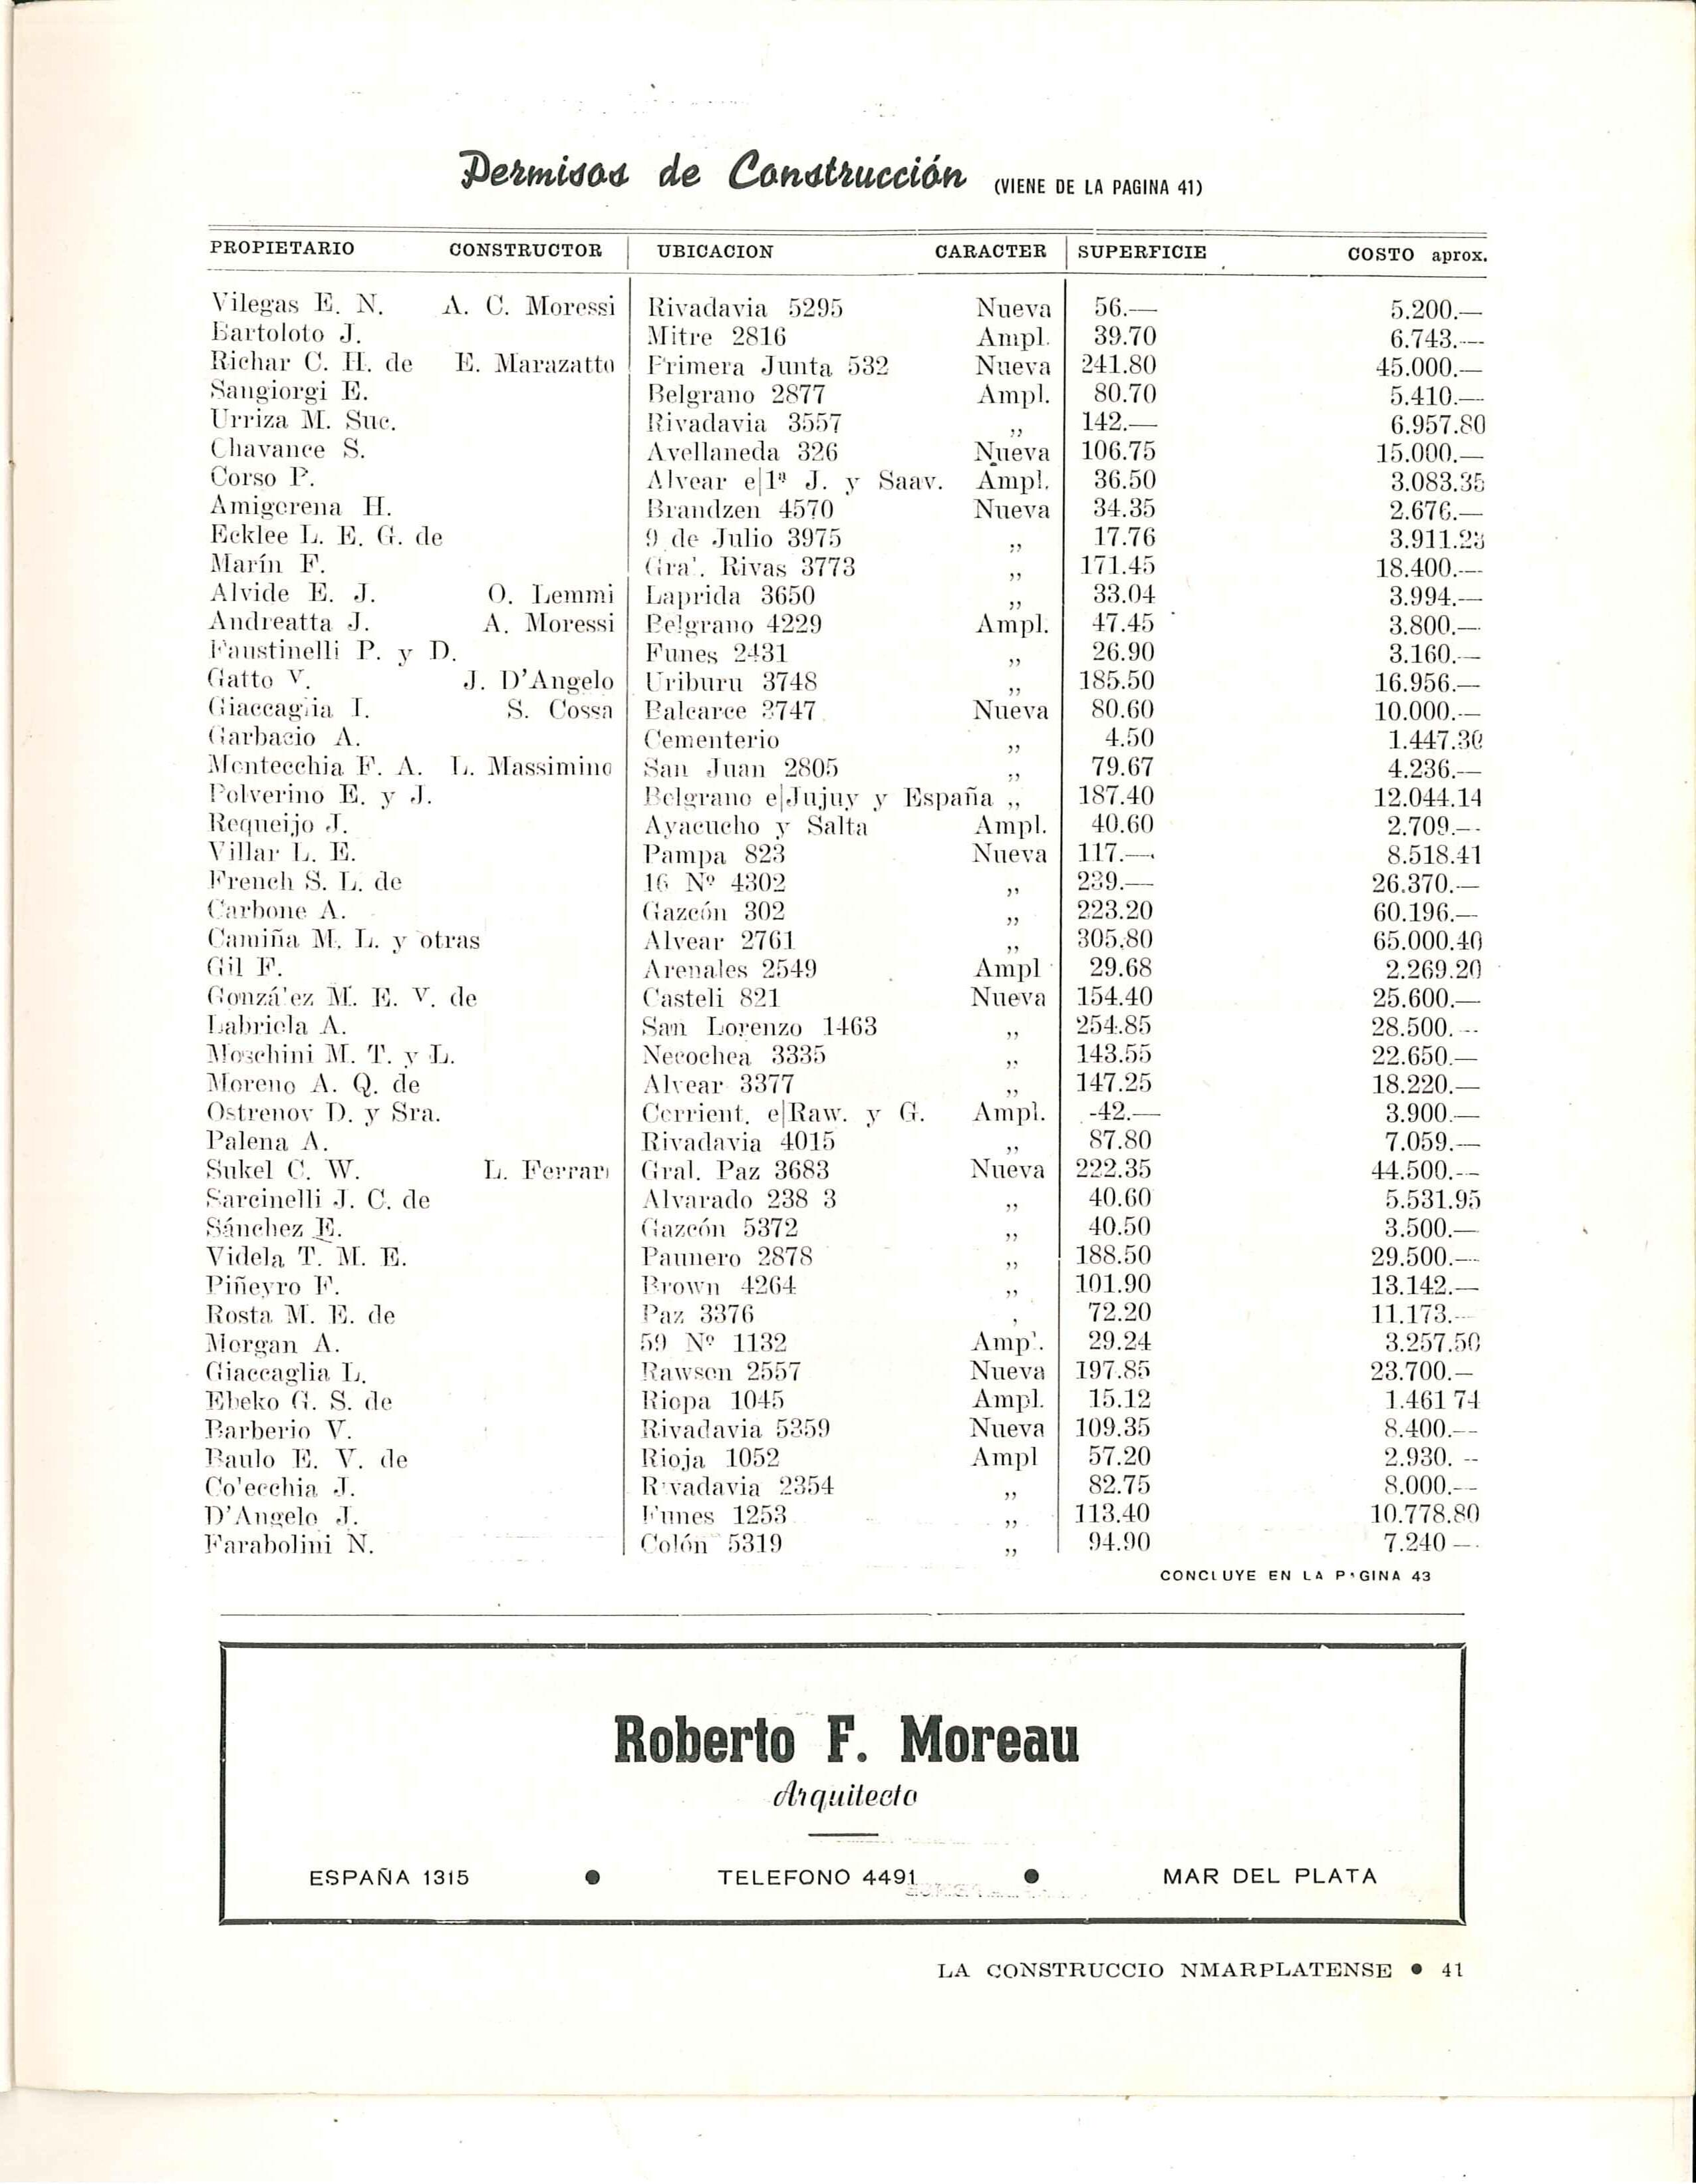 Permisos de Construcción (VIENE DE LA PAGINA 41)
PROPIETARIO CONSTRUCTOR UBICACION CARACTER SUPERFICIE COSTO aprox.
Vilegas E. N. A. C. Moressi Rivadavia 5295 Nueva 56.— 5.200.—
Bartoloto J. Mitre 2816 Ampl. 39.70 6.743.—
Richar C. H. de E. Marazatto Primera Junta 532 Nueva 241.80 45.000.—
Sangiorgi E. Belgrano 2877 Ampl. 80.70 5.410.—
Urriza M. Suc. Rivadavia 3557 ,, 142.— 6.957.80
Chavance S. Avellaneda 326 Nueva 106.75 15.000.—
Corso P. Alvear e|1ª J. y Saav. Ampl. 36.50 3.083.35
Amigorena H. Brandzen 4570 Nueva 34.35 2.676.—
Ecklee L. E. G. de 9 de Julio 3975 ,, 17.76 3.911.23
Marín F. Gra'. Rivas 3773 ,, 171.45 18.400.—
Alvide E. J. O. Lemmi Laprida 3650 ,, 33.04 3.994.—
Andreatta J. A. Moressi Belgrano 4229 Ampl. 47.45 3.800.—
Faustinelli P. y D. Funes 2431 ,, 26.90 3.160.—
Gatto V. J. D'Angelo Uriburu 3748 ,, 185.50 16.956.—
Giaccaglia I. S. Cossa Balcarce 3747 Nueva 80.60 10.000.—
Garbacio A. Cementerio ,, 4.50 1.447.30
Montecchia F. A. L. Massimino San Juan 2805 ,, 79.67 4.236.—
Polverino E. y J. Belgrano e|Jujuy y España ,, 187.40 12.044.14
Requeijo J. Ayacucho y Salta Ampl. 40.60 2.709.—
Villar L. E. Pampa 823 Nueva 117.— 8.518.41
French S. L. de 16 Nº 4302 ,, 239.— 26.370.—
Carbone A. Gazcón 302 ,, 223.20 60.196.—
Camiña M. L. y otras Alvear 2761 ,, 305.80 65.000.40
Gil F. Arenales 2549 Ampl 29.68 2.269.20
Gonzá'ez M. E. V. de Casteli 821 Nueva 154.40 25.600.—
Labriola A. San Lorenzo 1463 ,, 254.85 28.500.—
Moschini M. T. y L. Necochea 3335 ,, 143.55 22.650.—
Moreno A. Q. de Alvear 3377 ,, 147.25 18.220.—
Ostrenov D. y Sra. Corrient. e|Raw. y G. Ampl. -42.— 3.900.—
Palena A. Rivadavia 4015 ,, 87.80 7.059.—
Sukel C. W. L. Ferrari Gral. Paz 3683 Nueva 222.35 44.500.—
Sarcinelli J. C. de Alvarado 238 3 ,, 40.60 5.531.95
Sánchez E. Gazcón 5372 ,, 40.50 3.500.—
Videla T. M. E. Paunero 2878 ,, 188.50 29.500.—
Piñeyro F. Brown 4264 ,, 101.90 13.142.—
Rosta M. E. de Paz 3376 , 72.20 11.173.—
Morgan A. 59 Nº 1132 Amp'. 29.24 3.257.50
Giaccaglia L. Rawson 2557 Nueva 197.85 23.700.—
Ebeko G. S. de Riopa 1045 Ampl. 15.12 1.461 74
Barberio V. Rivadavia 5359 Nueva 109.35 8.400.—
Baulo E. V. de Rioja 1052 Ampl 57.20 2.930.—
Co'ecchia J. R'vadavia 2354 ,, 82.75 8.000.—
D'Angelo J. Funes 1253 ,, 113.40 10.778.80
Farabolini N. Colón 5319 ,, 94.90 7.240 —
CONCLUYE EN LA PAGINA 43
Roberto F. Moreau
Arquitecto
ESPAÑA 1315 ● TELEFONO 4491 ● MAR DEL PLATA
LA CONSTRUCCIO NMARPLATENSE ● 41